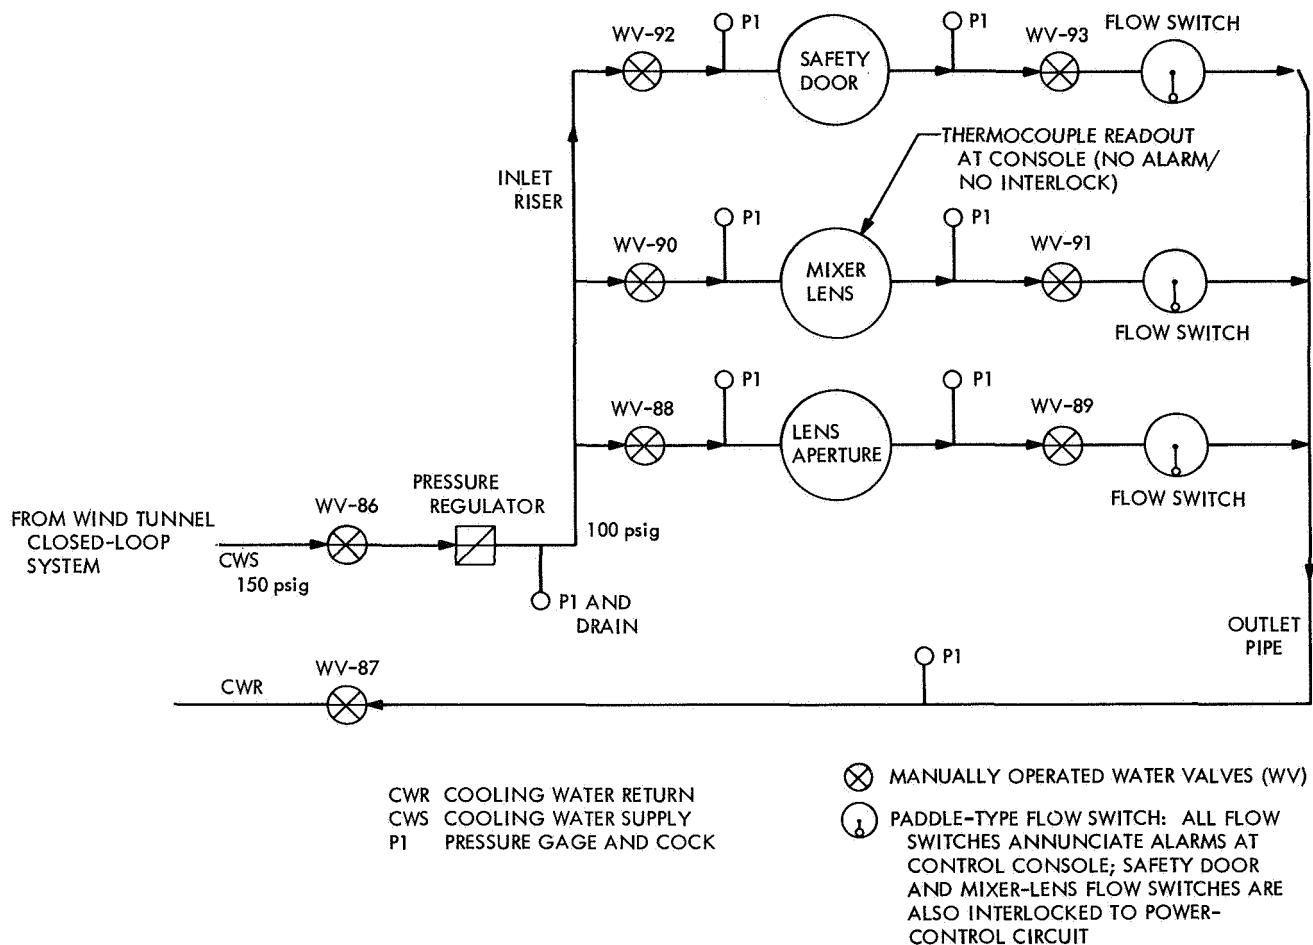 WV-92
P1
SAFETY
DOOR
P1
WV-93
FLOW SWITCH
THERMOCOUPLE READOUT
AT CONSOLE (NO ALARM/
NO INTERLOCK)
INLET
RISER
WV-90
P1
MIXER
LENS
P1
WV-91
FLOW SWITCH
WV-88
P1
LENS
APERTURE
P1
WV-89
FLOW SWITCH
FROM WIND TUNNEL
CLOSED-LOOP
SYSTEM
CWS
150 psig
WV-86
PRESSURE
REGULATOR
100 psig
P1 AND
DRAIN
OUTLET
PIPE
CWR
WV-87
P1
CWR COOLING WATER RETURN
CWS COOLING WATER SUPPLY
P1 PRESSURE GAGE AND COCK
MANUALLY OPERATED WATER VALVES (WV)
PADDLE-TYPE FLOW SWITCH: ALL FLOW
SWITCHES ANNUNCIATE ALARMS AT
CONTROL CONSOLE; SAFETY DOOR
AND MIXER-LENS FLOW SWITCHES ARE
ALSO INTERLOCKED TO POWER-
CONTROL CIRCUIT